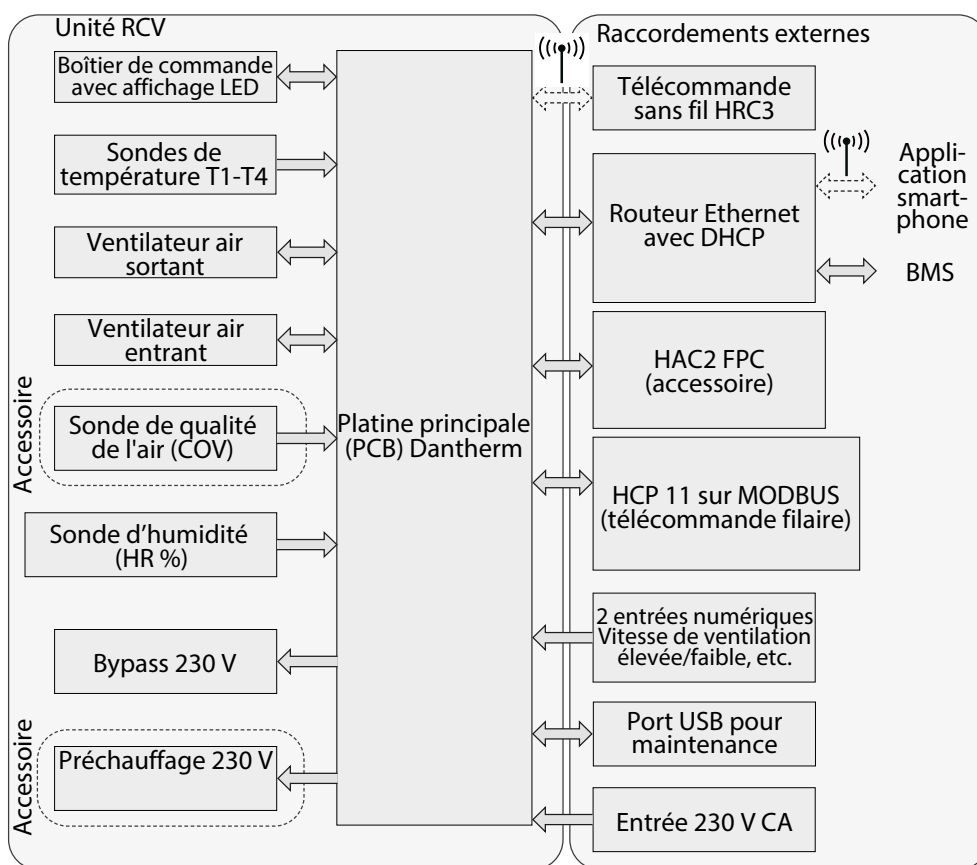 Unité RCV
Boîtier de commande
avec affichage LED
Sondes de
température T1-T4
Ventilateur air
sortant
Ventilateur air
entrant
Accessoire
Sonde de qualité
de l'air (COV)
Sonde d’humidité
(HR %)
Bypass 230 V
Accessoire
Préchauffage 230 V
Platine principale
(PCB) Dantherm
Raccordements externes
Télécommande
sans fil HRC3
Routeur Ethernet
avec DHCP
Appli-
cation
smart-
phone
BMS
HAC2 FPC
(accessoire)
HCP 11 sur MODBUS
(télécommande filaire)
2 entrées numériques
Vitesse de ventilation
élevée/faible, etc.
Port USB pour
maintenance
Entrée 230 V CA